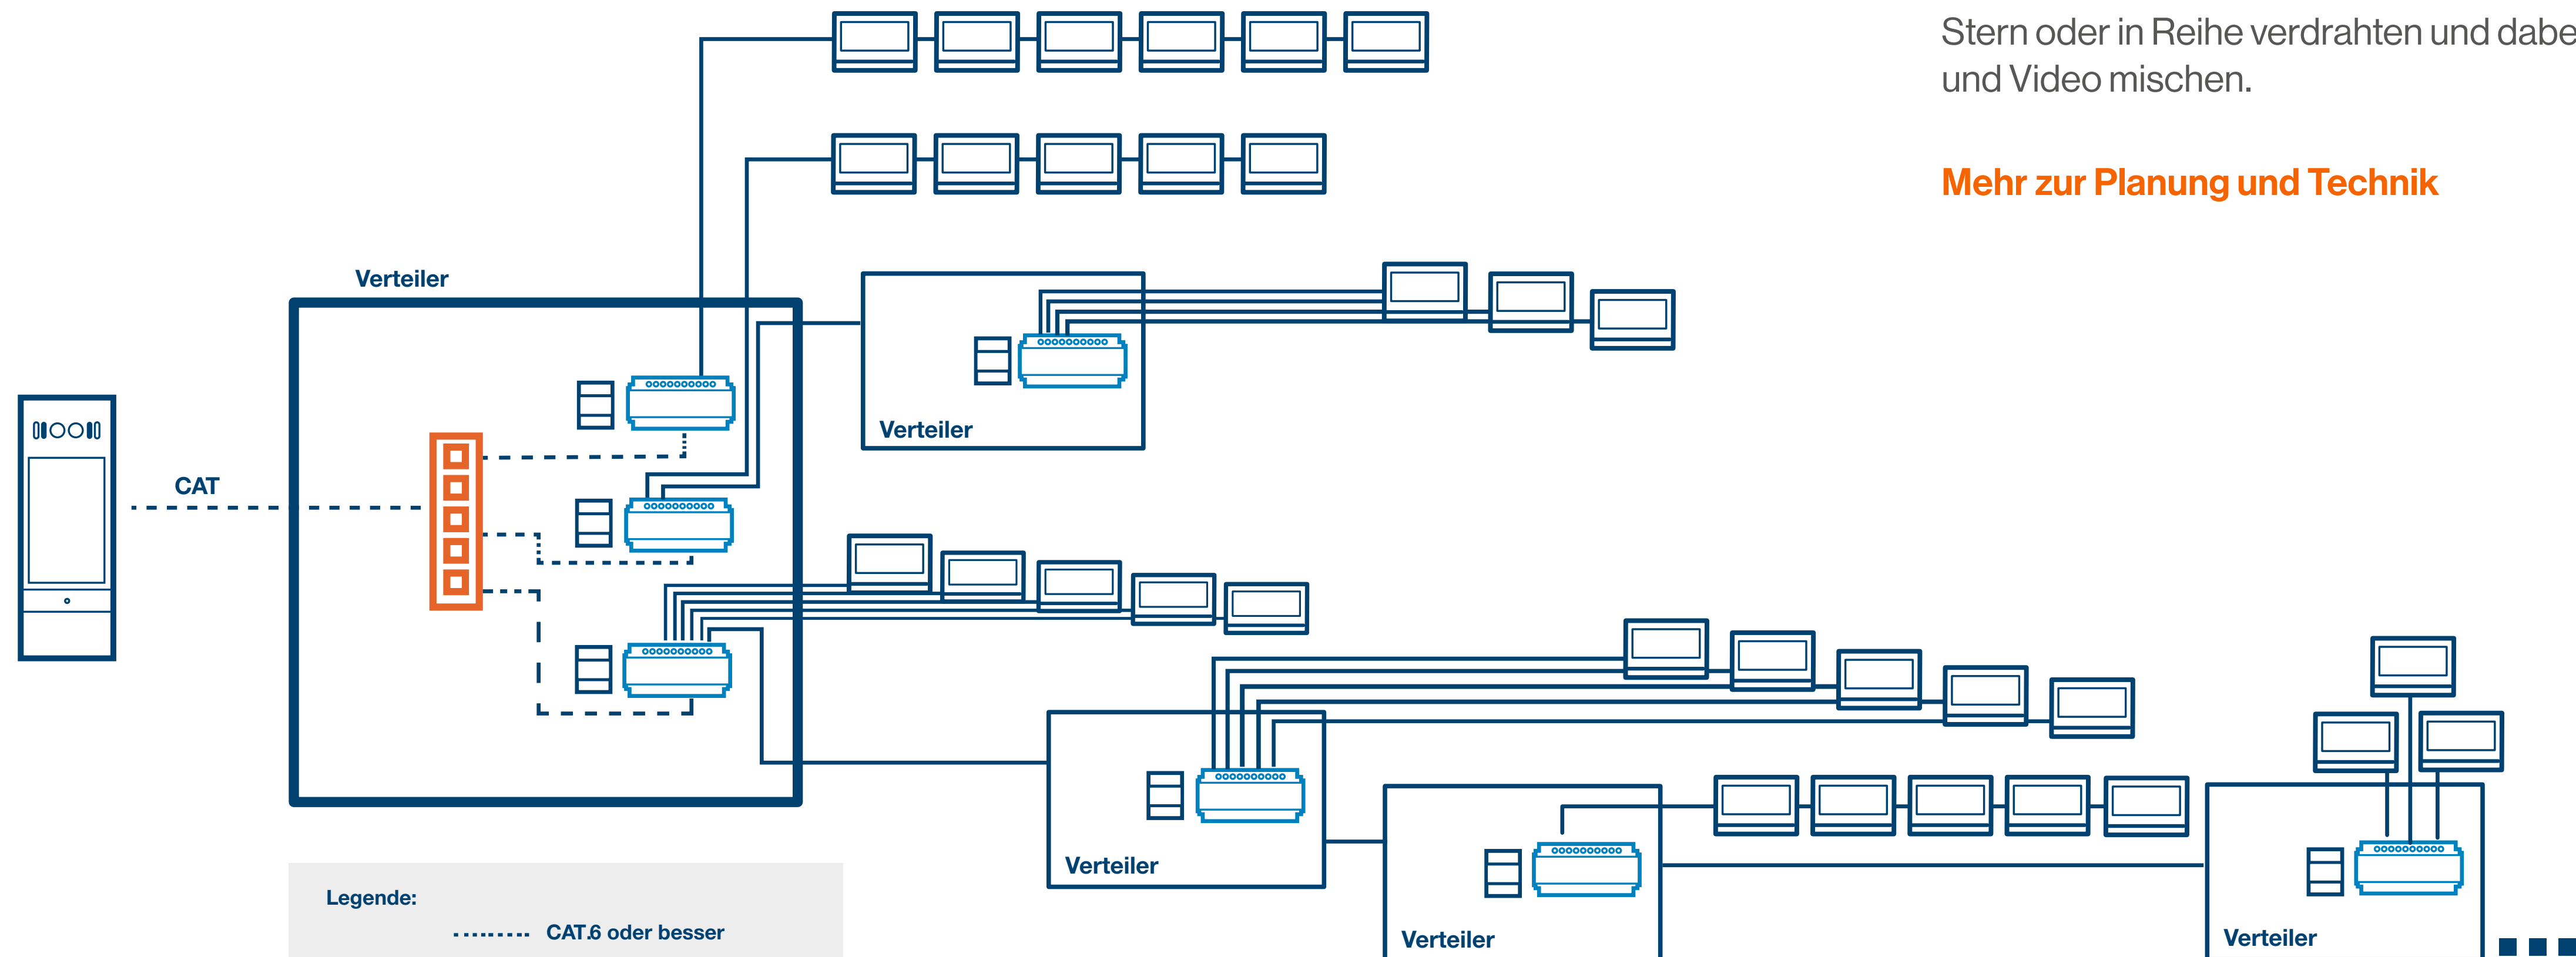 Stern oder in Reihe verdrahten und dabe
und Video mischen.
Mehr zur Planung und Technik
Verteiler
Verteiler
CAT
Verteiler
Verteiler
Verteiler
Legende:
CAT.6 oder besser